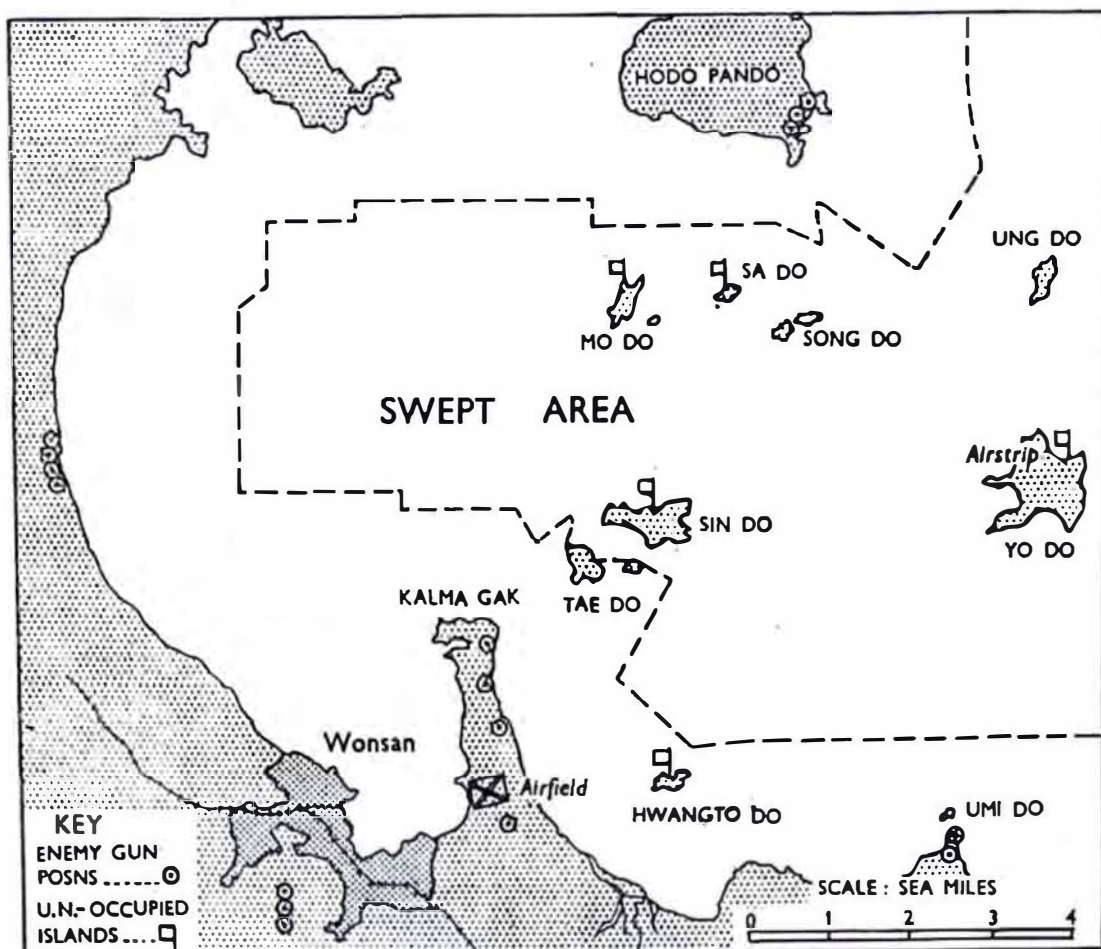 HODO PANDO
UNG DO
SA DO
MO DO
SONG DO
SWEPT AREA
Airstrip
SIN DO
YO DO
TAE DO
KALMA GAK
Wonsan
Airfield
HWANGTO DO
UMI DO
KEY
ENEMY GUN
POSNS ......
U.N.-OCCUPIED
ISLANDS ....
SCALE : SEA MILES
0 1 2 3 4